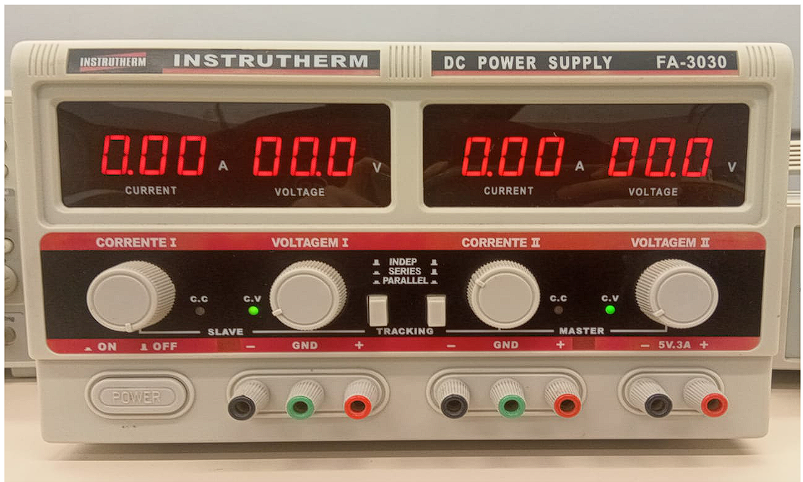 INSTRUTHERM INSTRUTHERM DC POWER SUPPLY FA-3030
0.00 A 00.0 V 0.00 A 00.0 V
CURRENT VOLTAGE CURRENT VOLTAGE
CORRENTE I VOLTAGEM I CORRENTE II VOLTAGEM II
INDEP
SERIES
PARALLEL
C.C C.V C.C C.V
SLAVE TRACKING MASTER
ON OFF − GND + − GND + − 5V.3A +
POWER